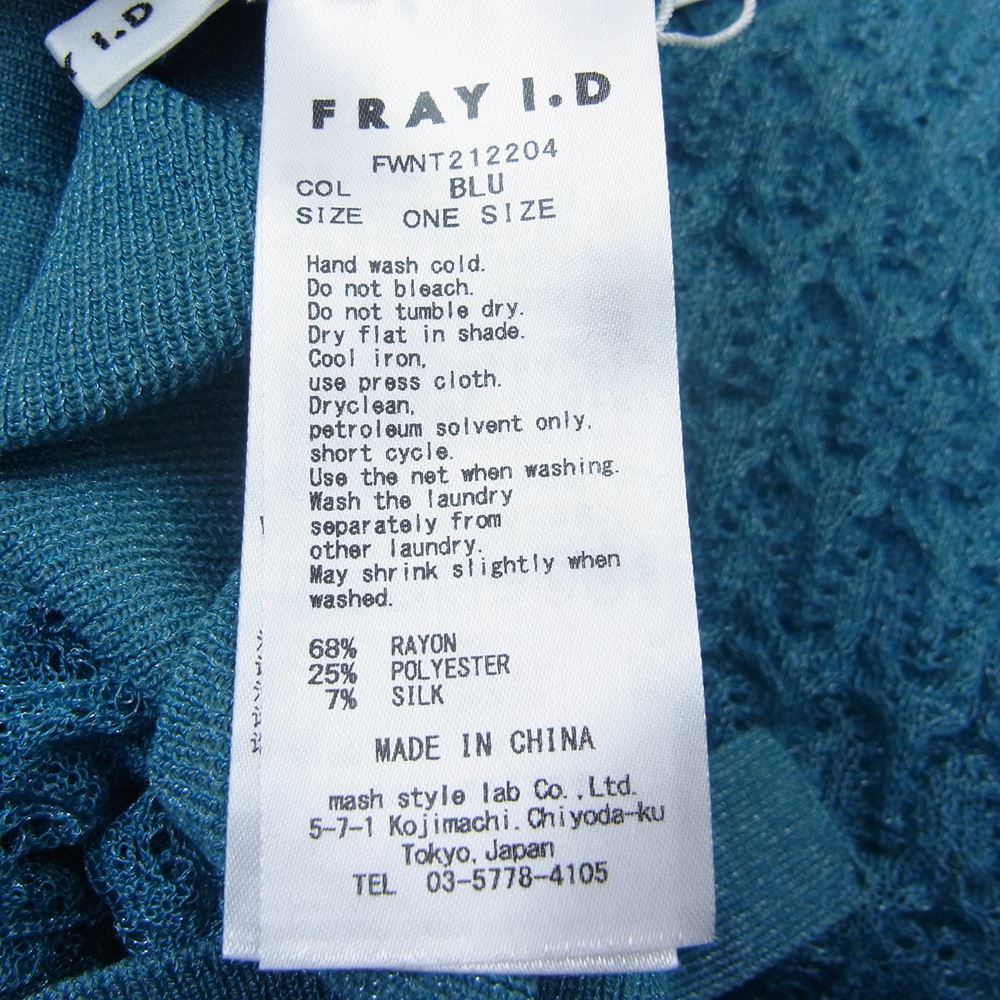 I.D
FRAY I.D
FWNT212204
COL BLU
SIZE ONE SIZE
Hand wash cold.
Do not bleach.
Do not tumble dry.
Dry flat in shade.
Cool iron,
use press cloth.
Dryclean,
petroleum solvent only,
short cycle.
Use the net when washing.
Wash the laundry
separately from
other laundry.
May shrink slightly when
washed.
68% RAYON
25% POLYESTER
7% SILK
MADE IN CHINA
mash style lab Co.,Ltd.
5-7-1 Kojimachi.Chiyoda-ku
Tokyo,Japan
TEL 03-5778-4105